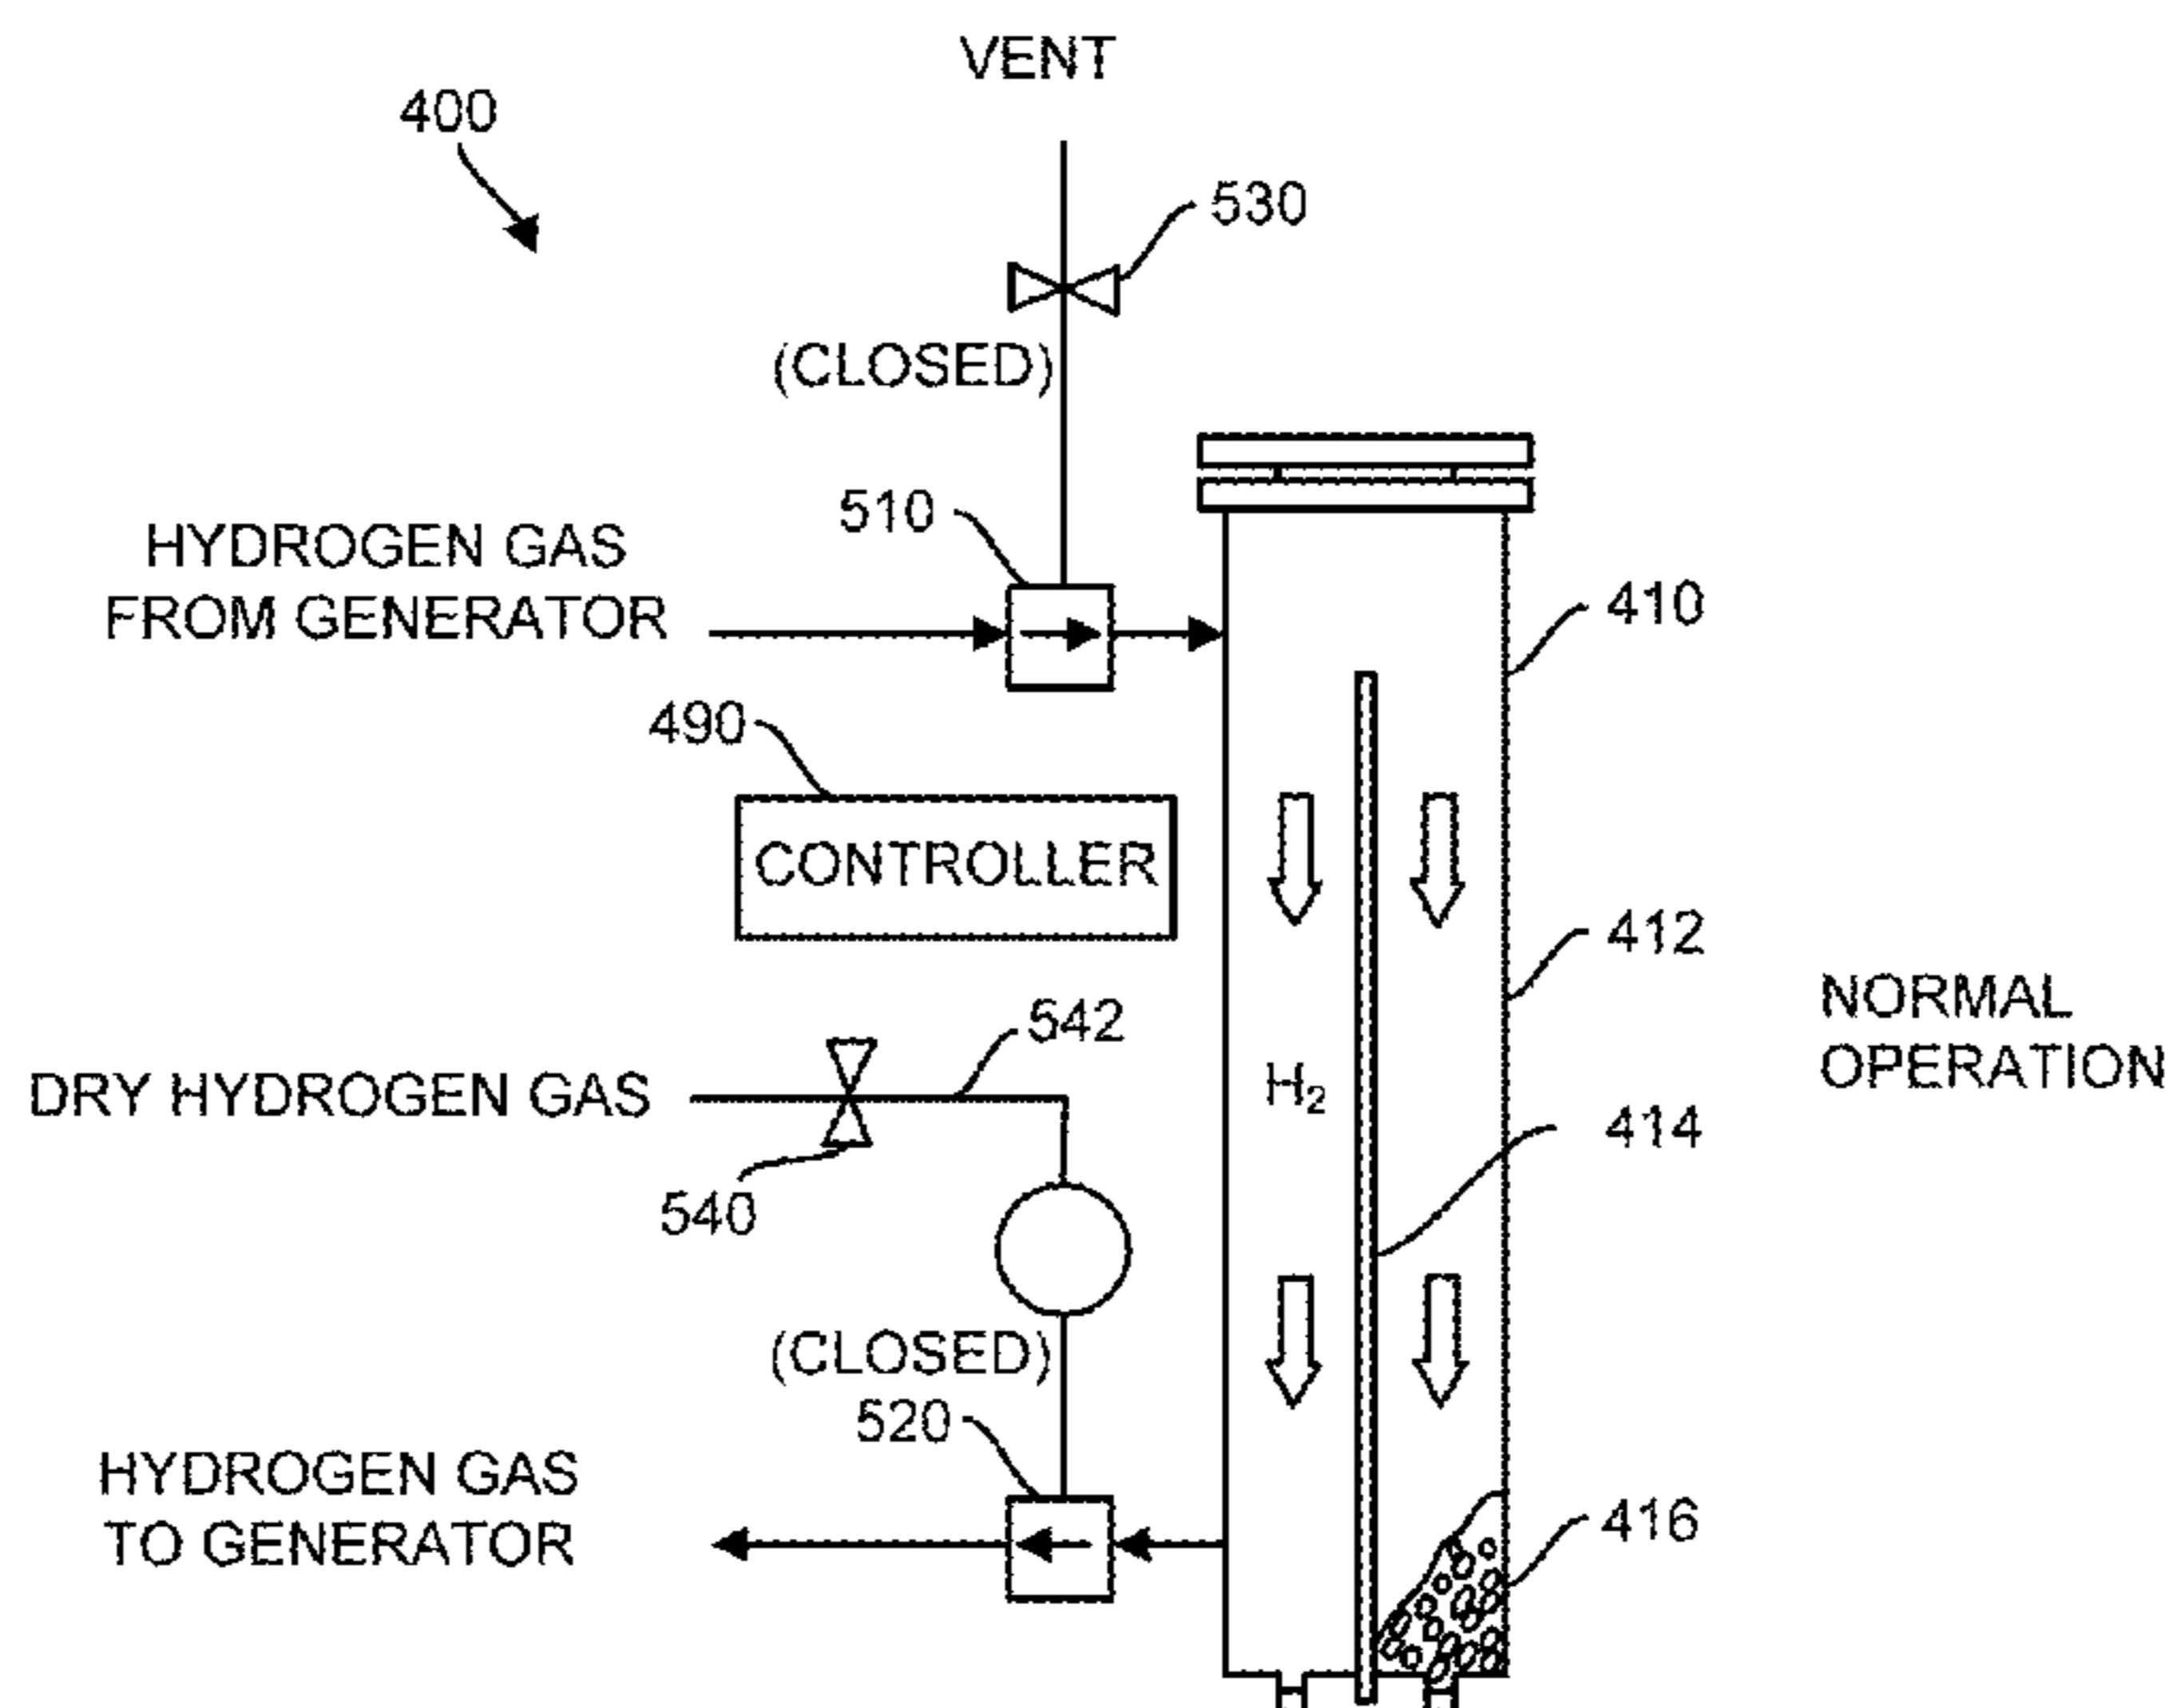 VENT
400
530
(CLOSED)
510
HYDROGEN GAS
FROM GENERATOR
410
490
CONTROLLER
412
542
NORMAL
OPERATION
DRY HYDROGEN GAS
H₂
414
540
(CLOSED)
520
HYDROGEN GAS
TO GENERATOR
416